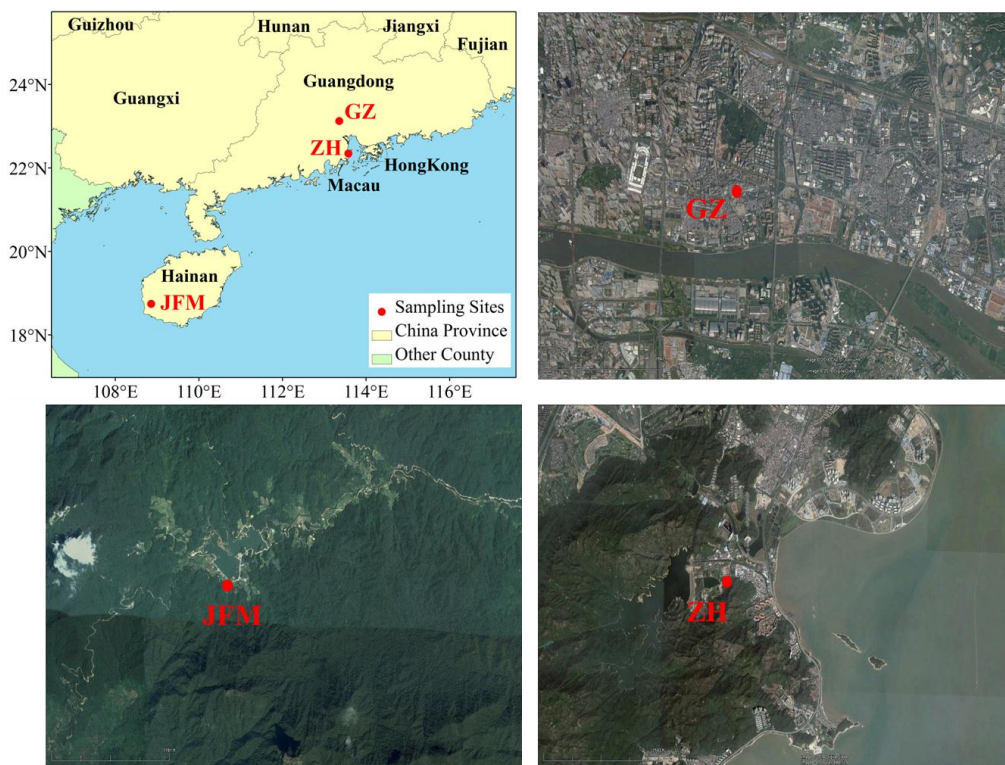 Guizhou
Hunan
Jiangxi
Fujian
24°N
Guangdong
Guangxi
GZ
22°N
ZH
HongKong
Macau
20°N
Hainan
JFM
Sampling Sites
18°N
China Province
Other County
108°E 110°E 112°E 114°E 116°E
GZ
JFM
ZH